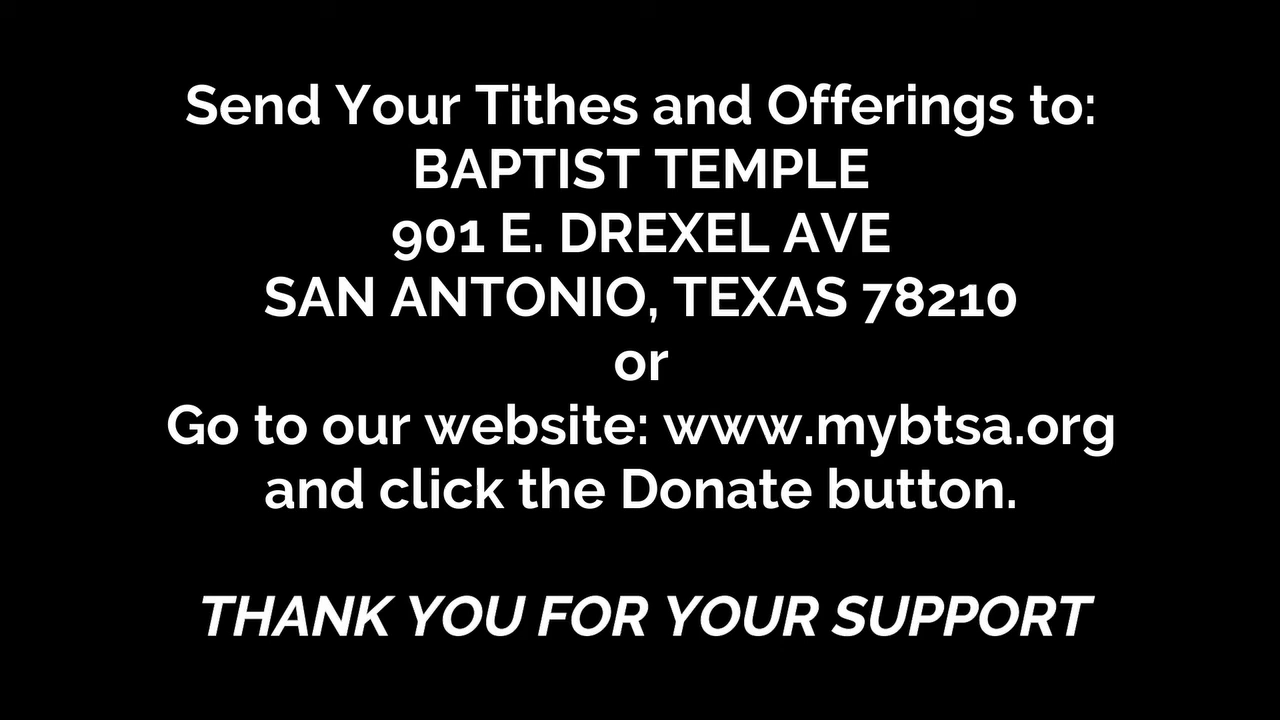 Send Your Tithes and Offerings to:
BAPTIST TEMPLE
901 E. DREXEL AVE
SAN ANTONIO, TEXAS 78210
or
Go to our website: www.mybtsa.org
and click the Donate button.
THANK YOU FOR YOUR SUPPORT